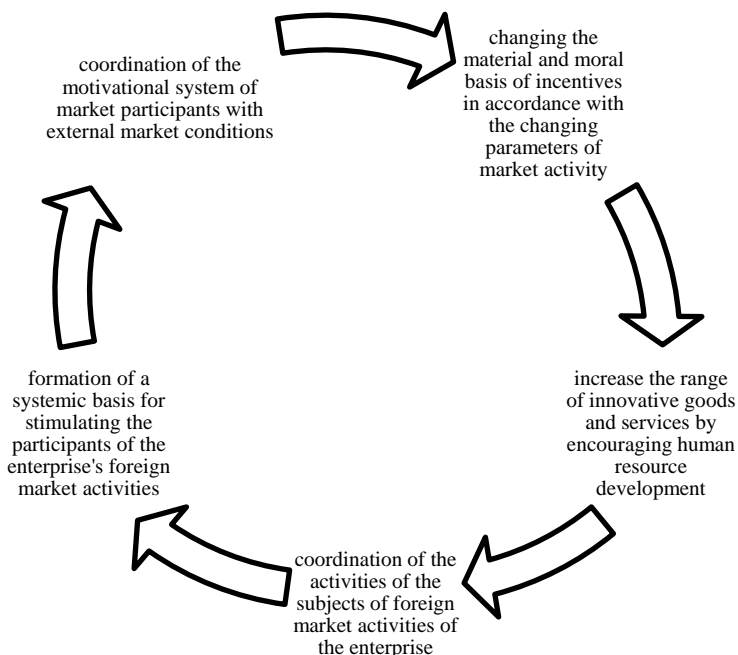 coordination of the
motivational system of
market participants with
external market conditions
changing the
material and moral
basis of incentives
in accordance with
the changing
parameters of
market activity
increase the range
of innovative goods
and services by
encouraging human
resource
development
coordination of the
activities of the
subjects of foreign
market activities of
the enterprise
formation of a
systemic basis for
stimulating the
participants of the
enterprise's foreign
market activities